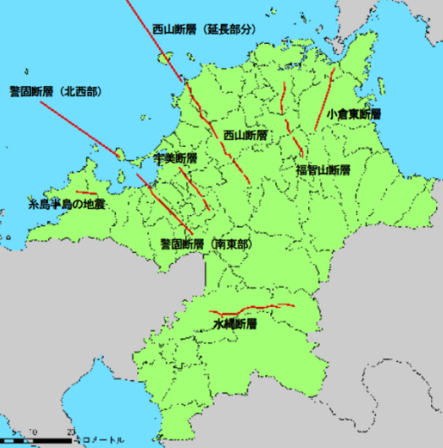 西山断層（延長部分）
警固断層（北西部）
小倉東断層
西山断層
宇美断層
福智山断層
糸島半島の地震
警固断層（南東部）
水縄断層
キロメートル